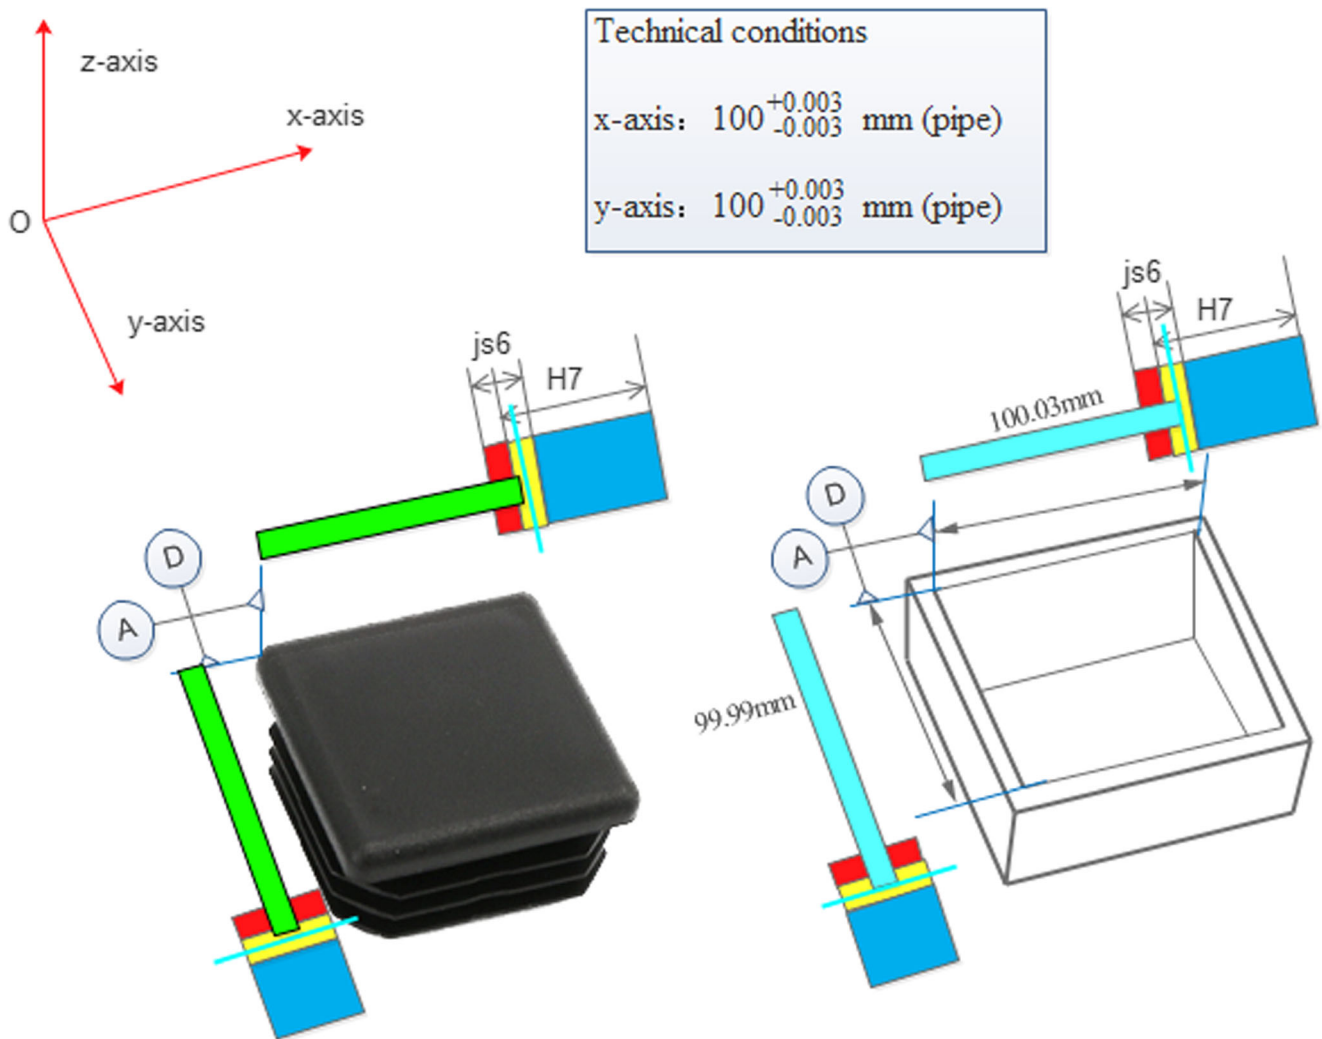 Technical conditions
z-axis
x-axis
x-axis: 100 +0.003 -0.003 mm (pipe)
y-axis: 100 +0.003 -0.003 mm (pipe)
O
y-axis
js6
H7
js6
H7
100.03mm
D
A
D
A
99.99mm